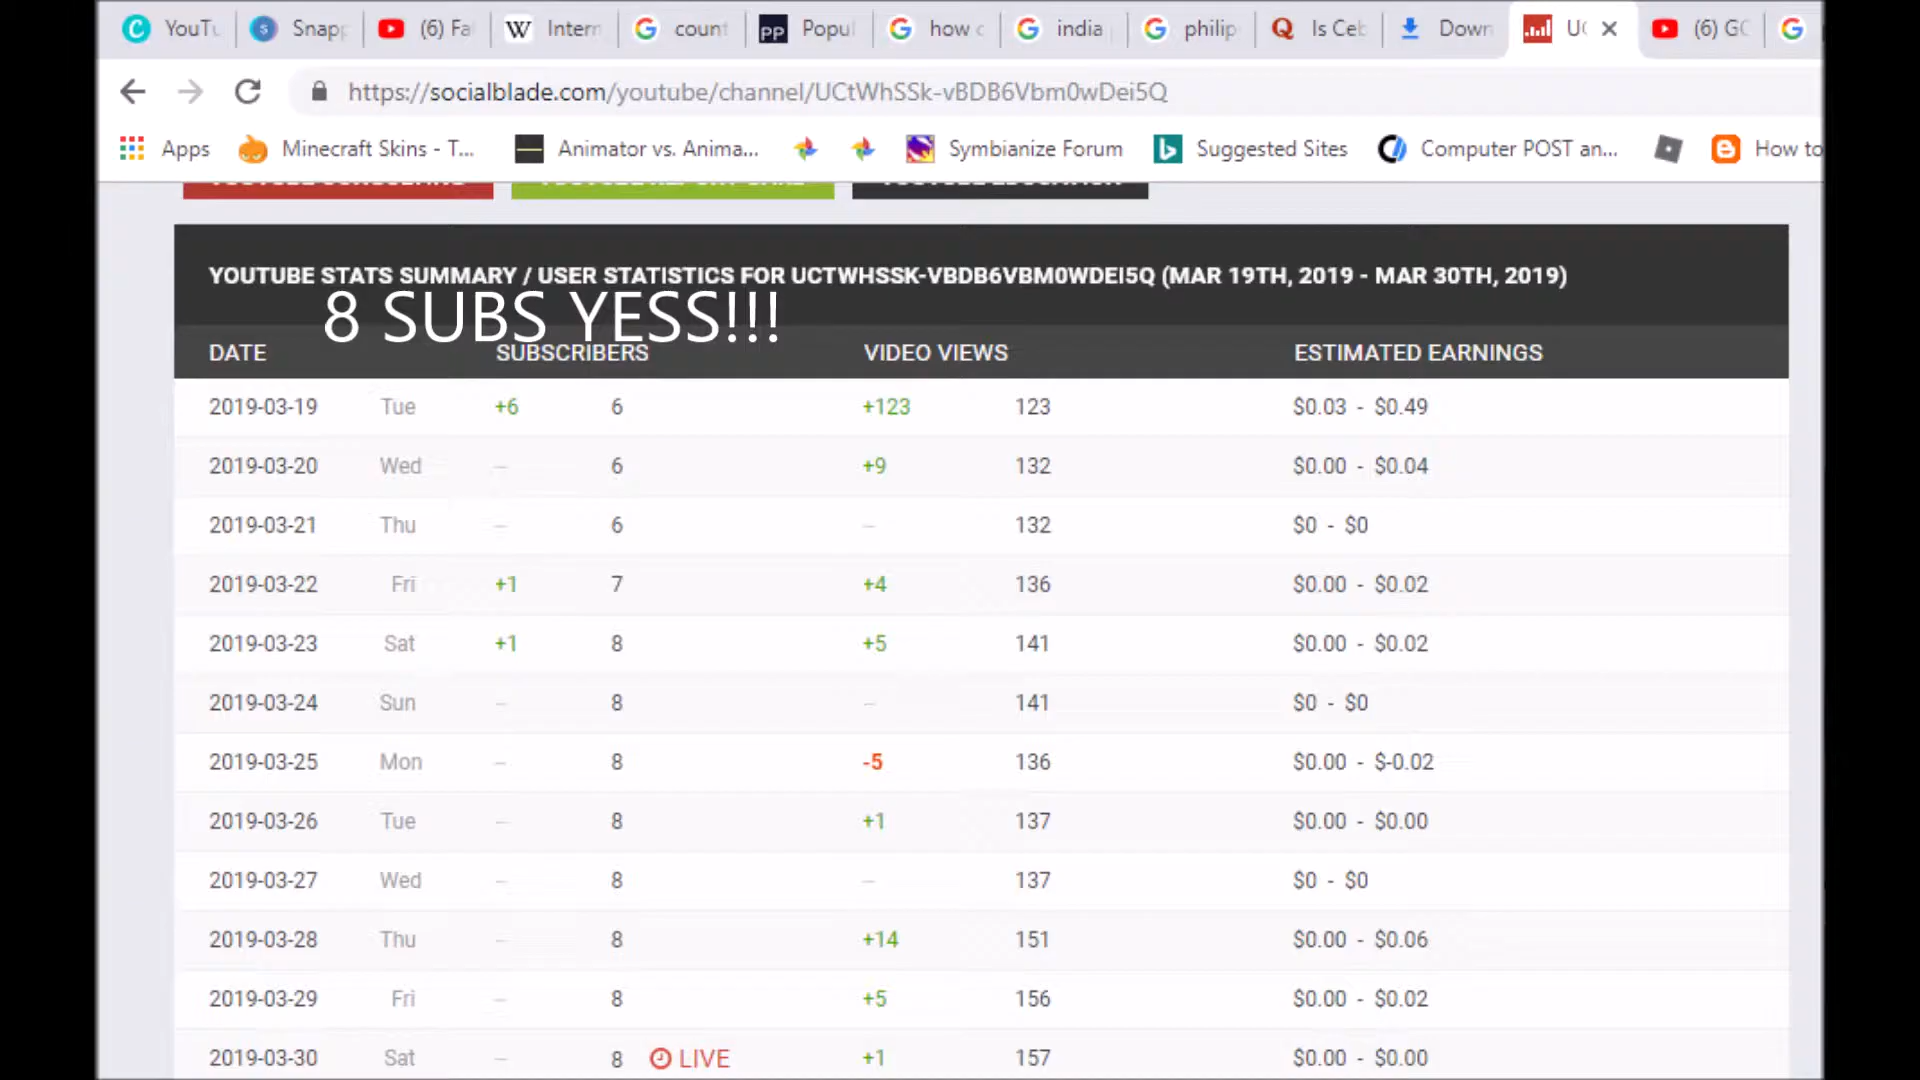 YouTu Snapp (6) Fa Intern count Popul how c india philip Is Ceb Down UC (6) GC
https://socialblade.com/youtube/channel/UCtWhSSk-vBDB6Vbm0wDei5Q
Apps Minecraft Skins - T... Animator vs. Anima... Symbianize Forum Suggested Sites Computer POST an... How to
YOUTUBE STATS SUMMARY / USER STATISTICS FOR UCTWHSSK-VBDB6VBM0WDEI5Q (MAR 19TH, 2019 - MAR 30TH, 2019)
8 SUBS YESS!!!
DATE SUBSCRIBERS VIDEO VIEWS ESTIMATED EARNINGS
2019-03-19 Tue +6 6 +123 123 $0.03 - $0.49
2019-03-20 Wed -- 6 +9 132 $0.00 - $0.04
2019-03-21 Thu -- 6 -- 132 $0 - $0
2019-03-22 Fri +1 7 +4 136 $0.00 - $0.02
2019-03-23 Sat +1 8 +5 141 $0.00 - $0.02
2019-03-24 Sun -- 8 -- 141 $0 - $0
2019-03-25 Mon -- 8 -5 136 $0.00 - $-0.02
2019-03-26 Tue -- 8 +1 137 $0.00 - $0.00
2019-03-27 Wed -- 8 -- 137 $0 - $0
2019-03-28 Thu -- 8 +14 151 $0.00 - $0.06
2019-03-29 Fri -- 8 +5 156 $0.00 - $0.02
2019-03-30 Sat -- 8 LIVE +1 157 $0.00 - $0.00